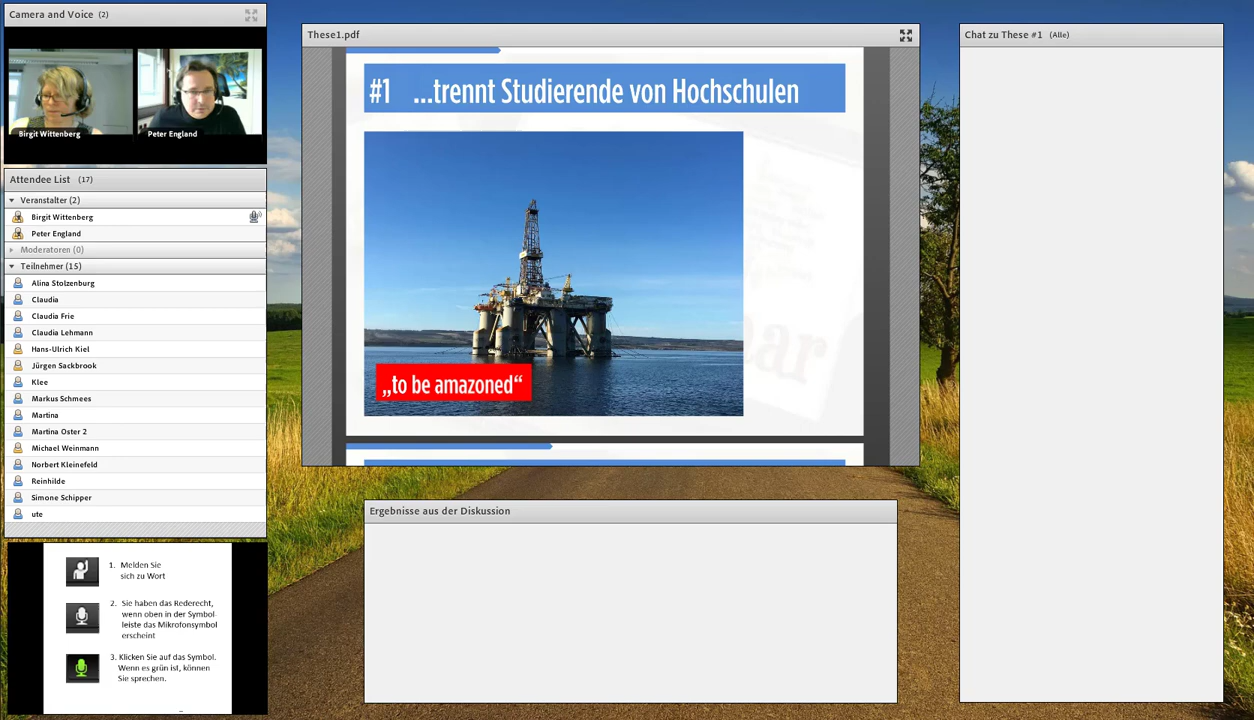 Camera and Voice (2)
Birgit Wittenberg
Peter England
Attendee List (17)
Veranstalter (2)
Birgit Wittenberg
Peter England
Moderatoren (0)
Teilnehmer (15)
Alina Stolzenburg
Claudia
Claudia Frie
Claudia Lehmann
Hans-Ulrich Kiel
Jürgen Sackbrook
Klee
Markus Schmees
Martina
Martina Oster 2
Michael Weinmann
Norbert Kleinefeld
Reinhilde
Simone Schipper
ute
1. Melden Sie
sich zu Wort
2. Sie haben das Rederecht,
wenn oben in der Symbol-
leiste das Mikrofonsymbol
erscheint
3. Klicken Sie auf das Symbol.
Wenn es grün ist, können
Sie sprechen.
These1.pdf
#1 ...trennt Studierende von Hochschulen
„to be amazoned“
Ergebnisse aus der Diskussion
Chat zu These #1 (Alle)